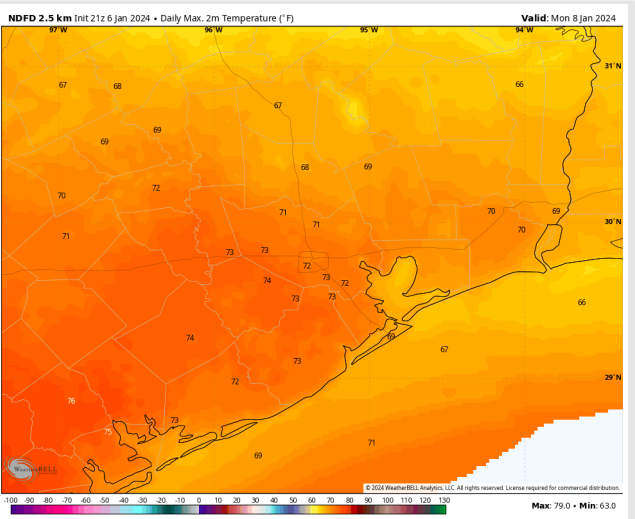 NDFD 2.5 km Init 21z 6 Jan 2024 • Daily Max. 2m Temperature (°F) Valid: Mon 8 Jan 2024
97°W 96°W 95°W 94°W
31°N
67 68 66
67
69 69
68 69
72
70
71 70 69
71 70
71
30°N
73 73
72
74 73 72
73 73
66
74 69
67
73
29°N
72
76
73
75
71
69
WeatherBELL
© 2024 WeatherBELL Analytics, LLC. All rights reserved. License required for commercial distribution.
-100 -90 -80 -70 -60 -50 -40 -30 -20 -10 0 10 20 30 40 50 60 70 80 90 100 110 120 130
Max: 79.0 • Min: 63.0